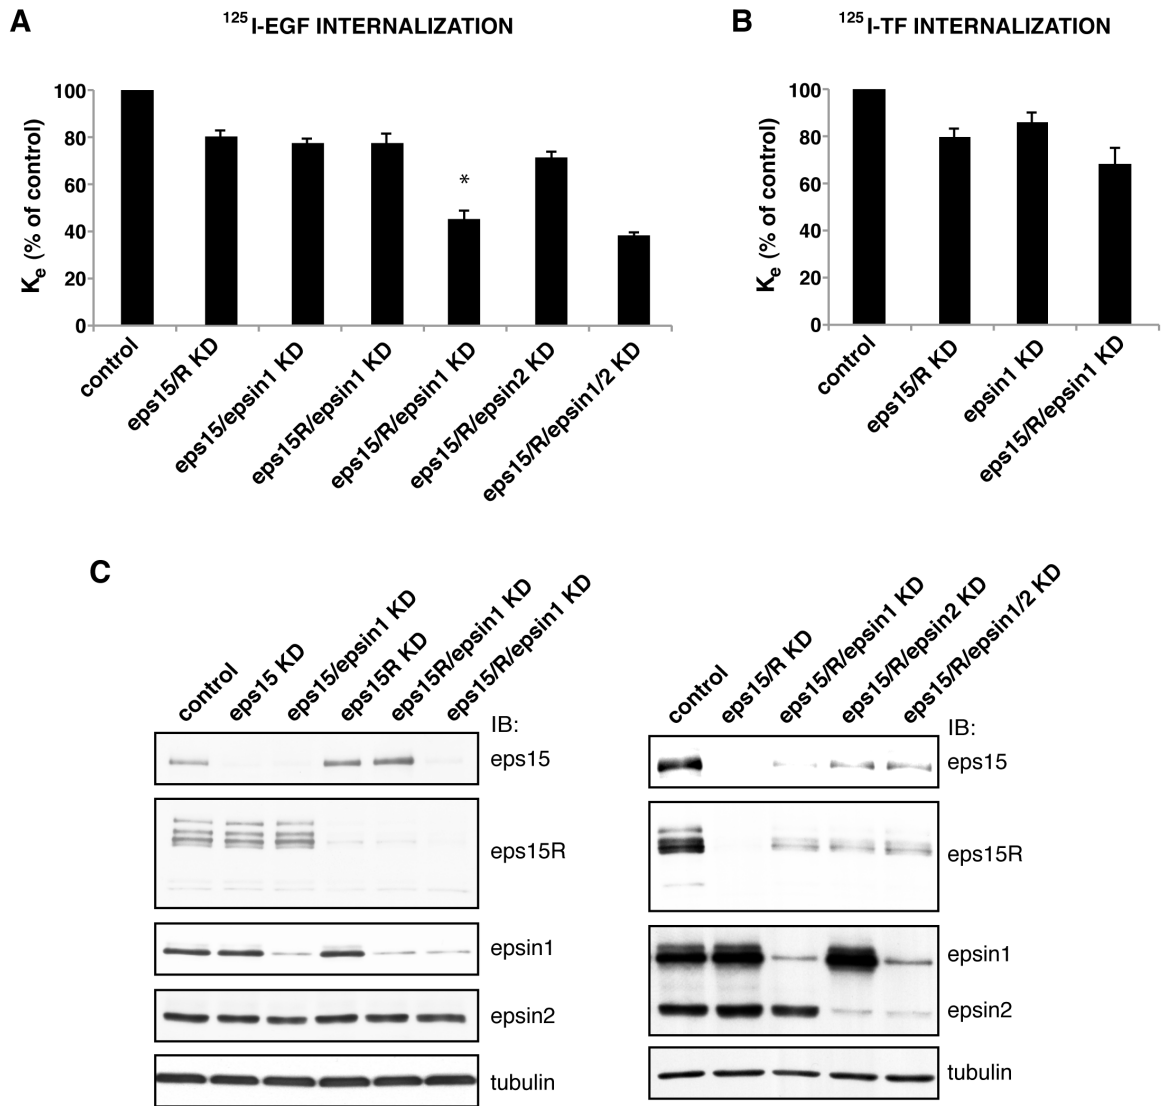 A
125I-EGF INTERNALIZATION
Ke (% of control)
100
80
60
40
20
0
*
control
eps15/R KD
eps15/epsin1 KD
eps15R/epsin1 KD
eps15/R/epsin1 KD
eps15/R/epsin2 KD
eps15/R/epsin1/2 KD
B
125I-TF INTERNALIZATION
Ke (% of control)
100
80
60
40
20
0
control
eps15/R KD
epsin1 KD
eps15/R/epsin1 KD
C
control
eps15 KD
eps15/epsin1 KD
eps15R KD
eps15R/epsin1 KD
eps15/R/epsin1 KD
IB:
eps15
eps15R
epsin1
epsin2
tubulin
control
eps15/R KD
eps15/R/epsin1 KD
eps15/R/epsin2 KD
eps15/R/epsin1/2 KD
IB:
eps15
eps15R
epsin1
epsin2
tubulin